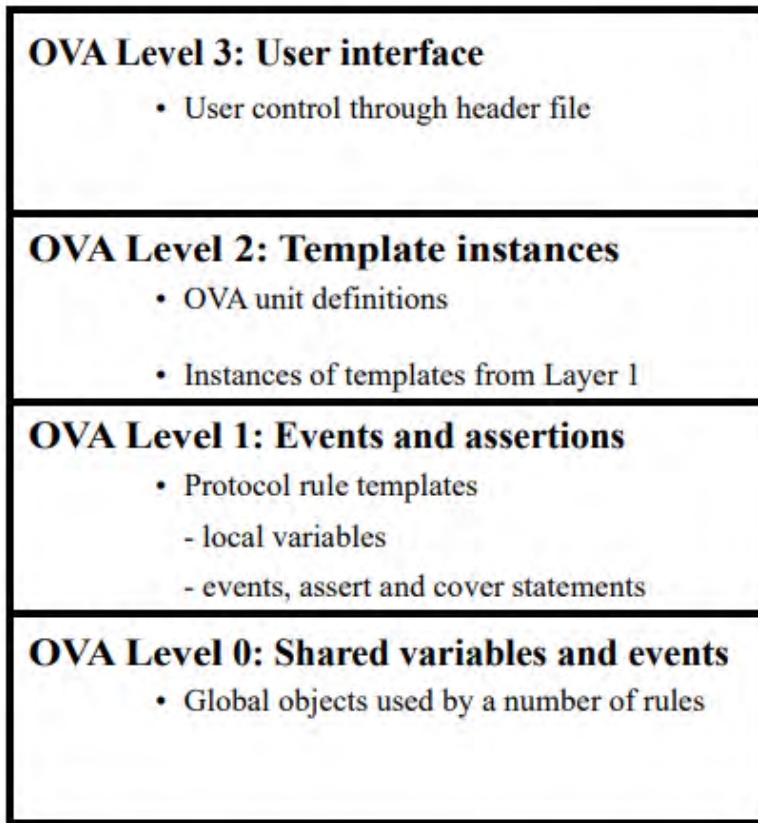 OVA Level 3: User interface
• User control through header file
OVA Level 2: Template instances
• OVA unit definitions
• Instances of templates from Layer 1
OVA Level 1: Events and assertions
• Protocol rule templates
- local variables
- events, assert and cover statements
OVA Level 0: Shared variables and events
• Global objects used by a number of rules